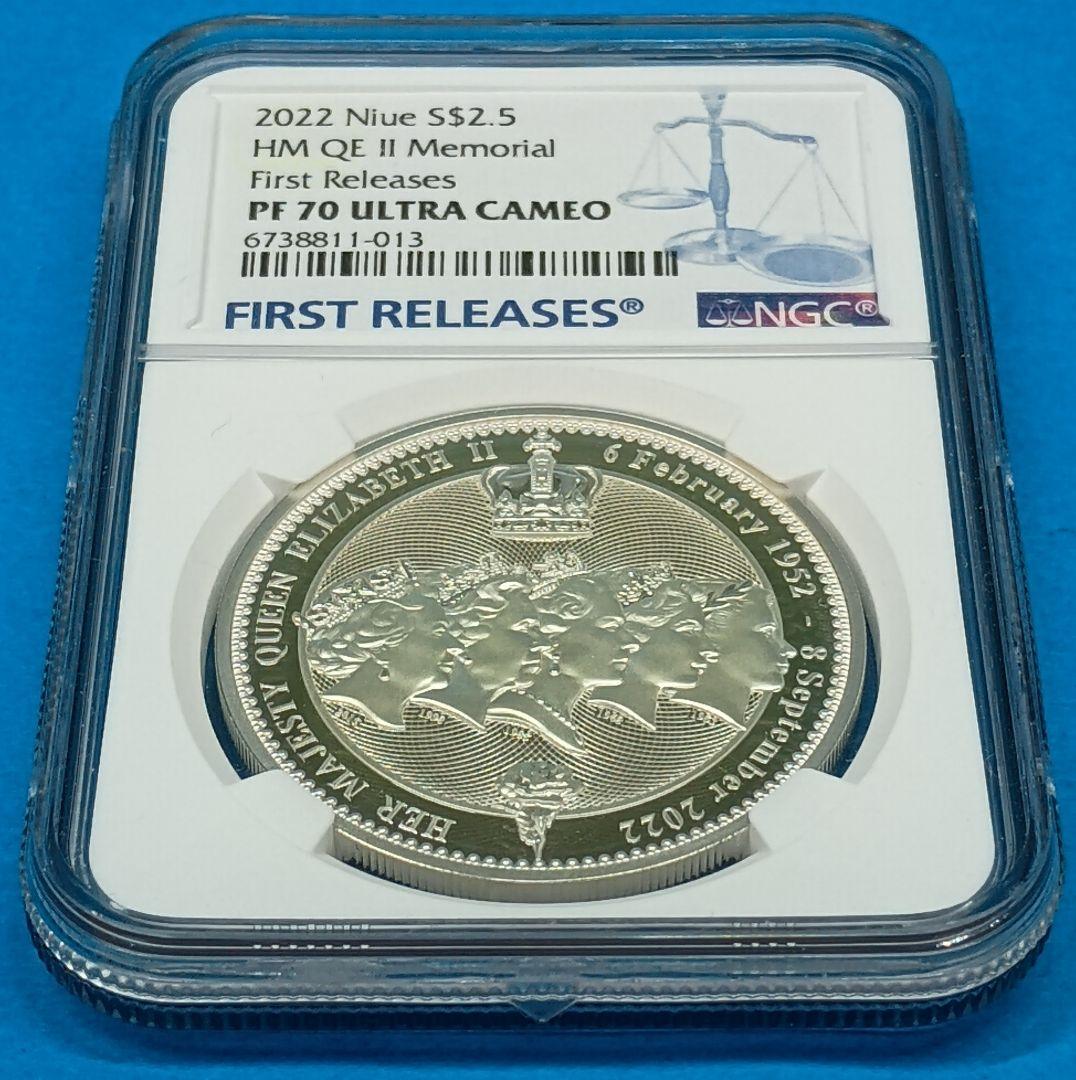 2022 Niue S$2.5
HM QE II Memorial
First Releases
PF 70 ULTRA CAMEO
6738811-013
FIRST RELEASES®
NGC®
HER MAJESTY QUEEN ELIZABETH II
6 February 1952 - 8 September 2022